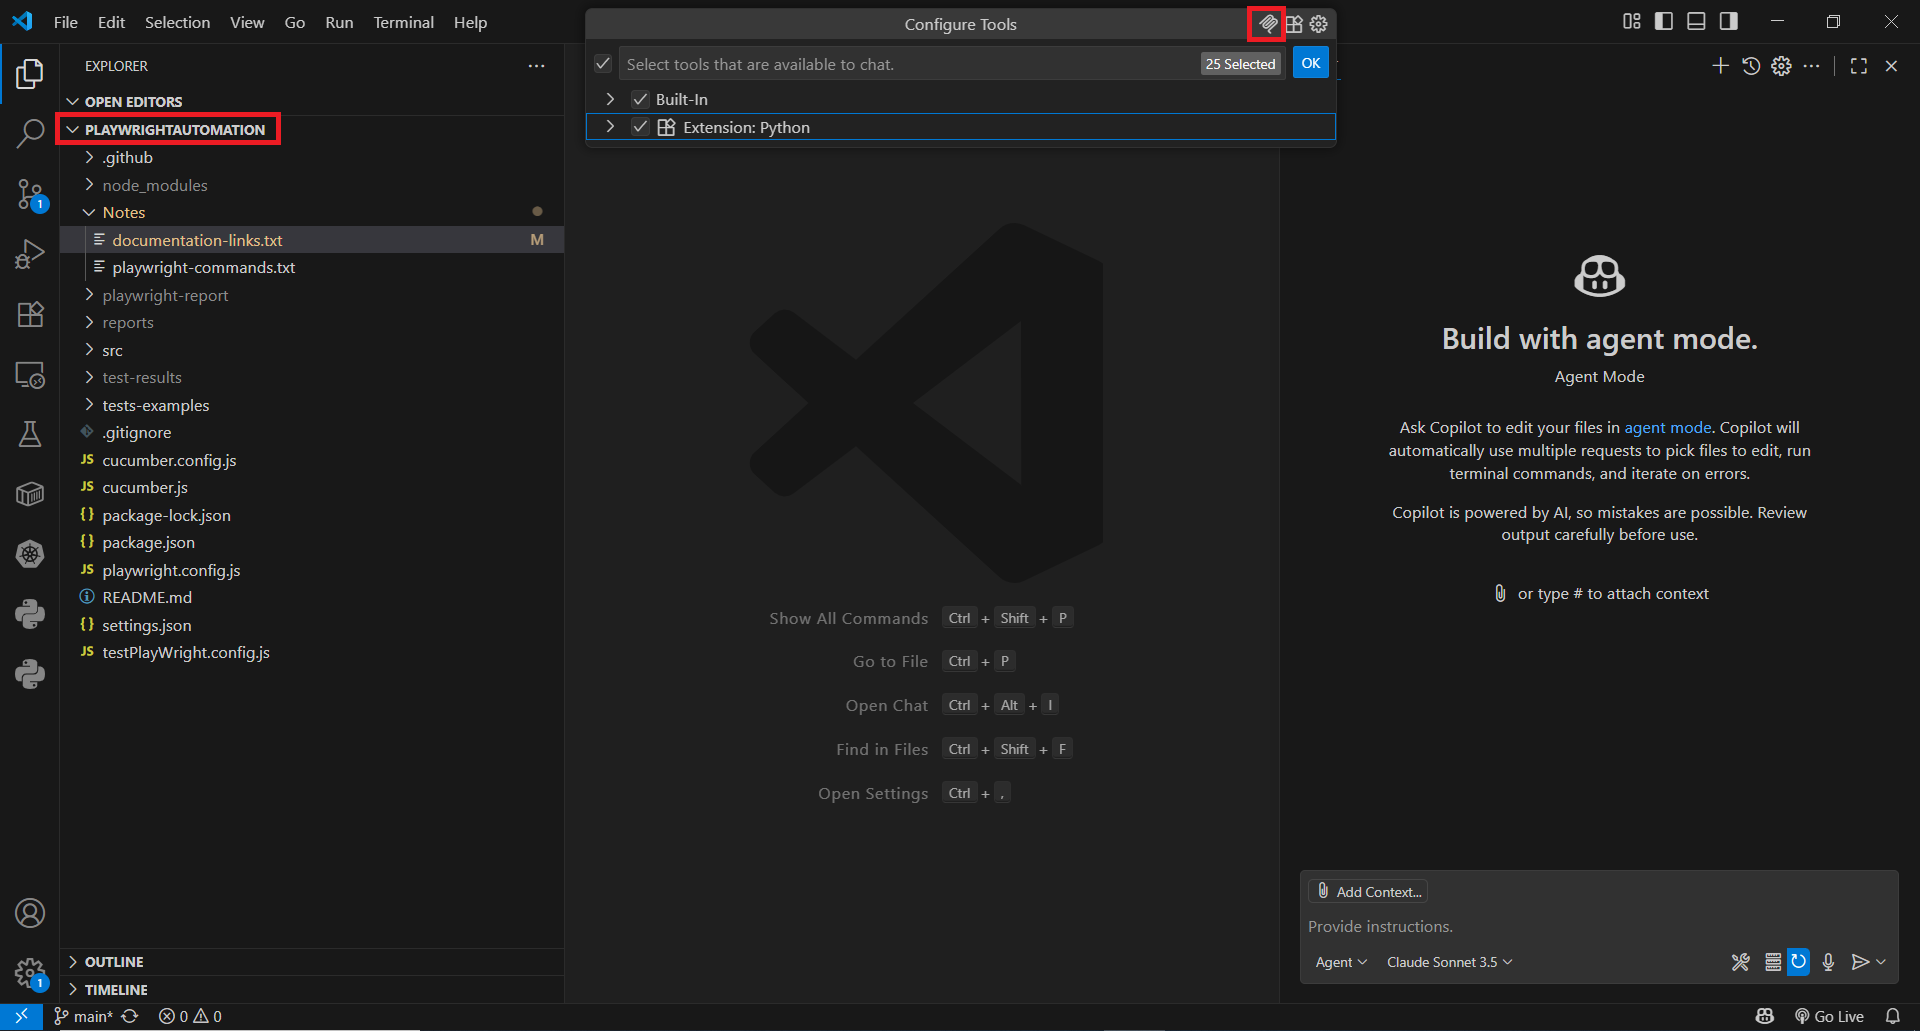 File Edit Selection View Go Run Terminal Help
Configure Tools
Select tools that are available to chat.
25 Selected
OK
Built-In
Extension: Python
EXPLORER
OPEN EDITORS
PLAYWRIGHTAUTOMATION
.github
node_modules
Notes
documentation-links.txt M
playwright-commands.txt
playwright-report
reports
src
test-results
tests-examples
.gitignore
JS cucumber.config.js
JS cucumber.js
{} package-lock.json
{} package.json
JS playwright.config.js
README.md
{} settings.json
JS testPlayWright.config.js
OUTLINE
TIMELINE
1
1
Show All Commands Ctrl + Shift + P
Go to File Ctrl + P
Open Chat Ctrl + Alt + I
Find in Files Ctrl + Shift + F
Open Settings Ctrl + ,
Build with agent mode.
Agent Mode
Ask Copilot to edit your files in agent mode. Copilot will
automatically use multiple requests to pick files to edit, run
terminal commands, and iterate on errors.
Copilot is powered by AI, so mistakes are possible. Review
output carefully before use.
or type # to attach context
Add Context...
Provide instructions.
Agent Claude Sonnet 3.5
main* 0 0
Go Live